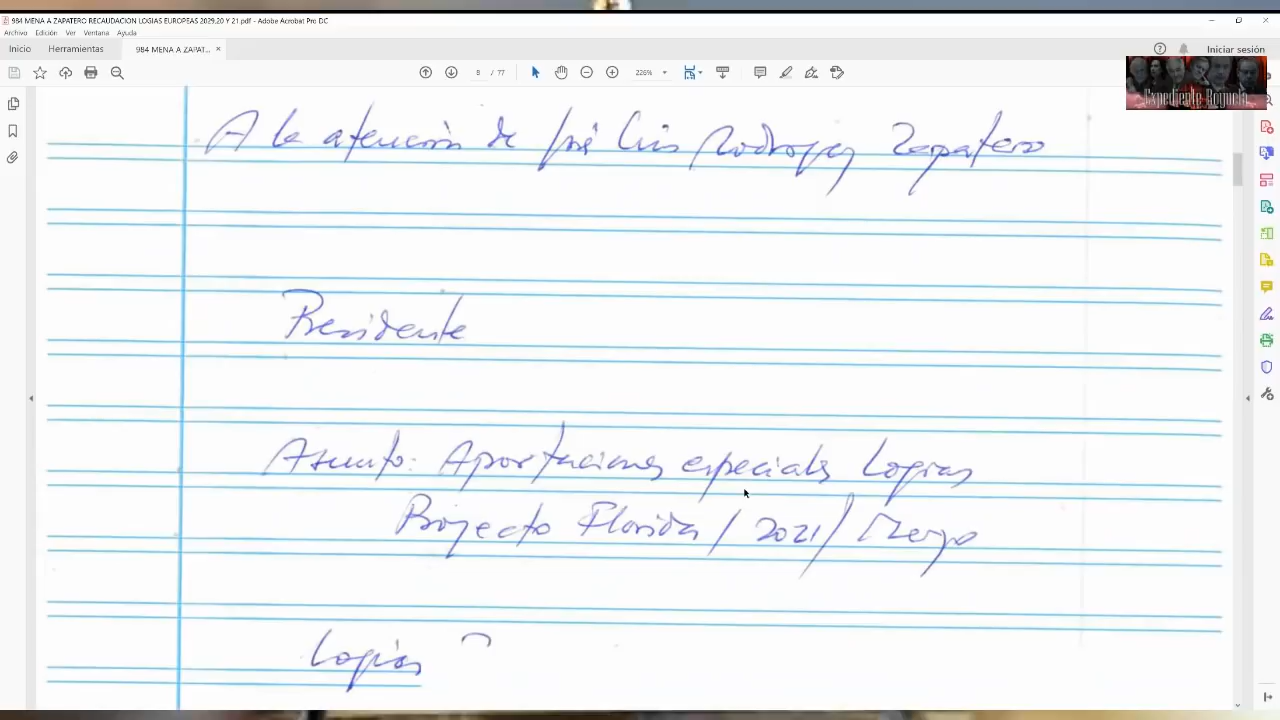 984 MENA A ZAPATERO RECAUDACION LOGIAS EUROPEAS 2029,20 Y 21.pdf - Adobe Acrobat Pro DC
Archivo Edición Ver Ventana Ayuda
Inicio Herramientas 984 MENA A ZAPAT... × Iniciar sesión
8 / 77 226%
Expediente Royuela
A la atención de José Luis Rodríguez Zapatero
Presidente
Asunto: Aportaciones especiales Logias
Proyecto Florida / 2021 / Marzo
Logias